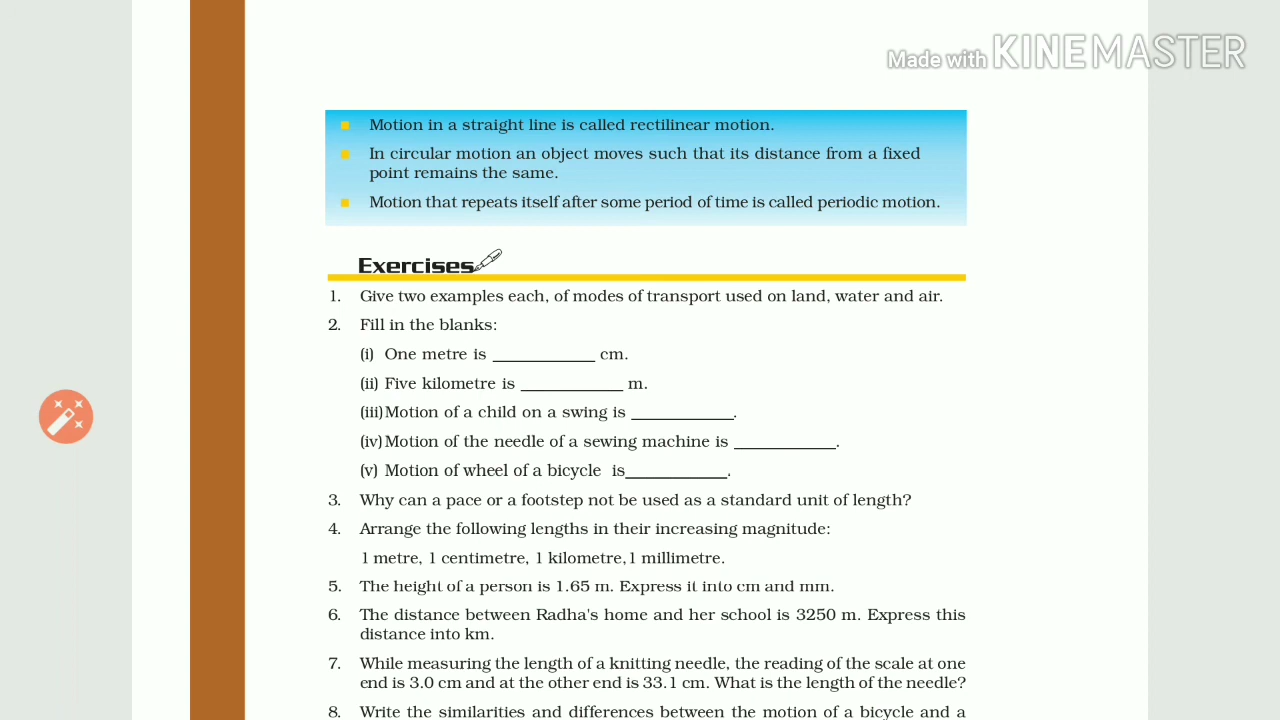 Made with KINEMASTER
Motion in a straight line is called rectilinear motion.
In circular motion an object moves such that its distance from a fixed
point remains the same.
Motion that repeats itself after some period of time is called periodic motion.
Exercises
1. Give two examples each, of modes of transport used on land, water and air.
2. Fill in the blanks:
(i) One metre is ____________ cm.
(ii) Five kilometre is ____________ m.
(iii) Motion of a child on a swing is ____________.
(iv) Motion of the needle of a sewing machine is ____________.
(v) Motion of wheel of a bicycle is____________.
3. Why can a pace or a footstep not be used as a standard unit of length?
4. Arrange the following lengths in their increasing magnitude:
1 metre, 1 centimetre, 1 kilometre,1 millimetre.
5. The height of a person is 1.65 m. Express it into cm and mm.
6. The distance between Radha's home and her school is 3250 m. Express this
distance into km.
7. While measuring the length of a knitting needle, the reading of the scale at one
end is 3.0 cm and at the other end is 33.1 cm. What is the length of the needle?
8. Write the similarities and differences between the motion of a bicycle and a